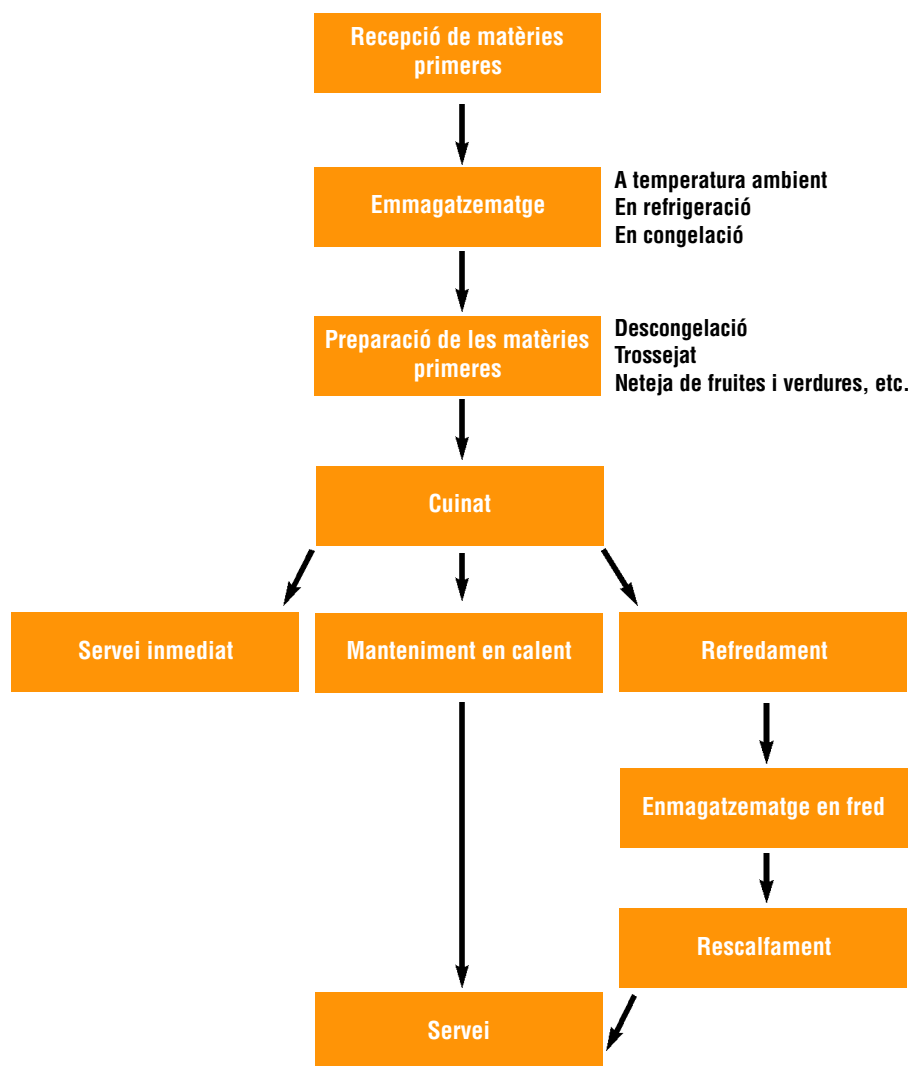 Recepció de matèries
primeres
Emmagatzematge
A temperatura ambient
En refrigeració
En congelació
Preparació de les matèries
primeres
Descongelació
Trossejat
Neteja de fruites i verdures, etc.
Cuinat
Servei inmediat
Manteniment en calent
Refredament
Enmagatzematge en fred
Rescalfament
Servei